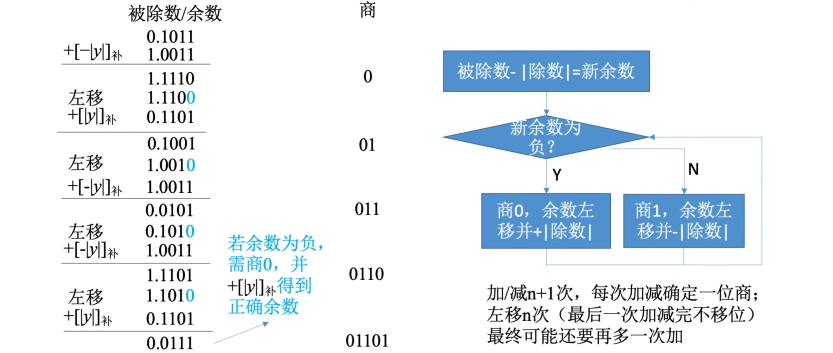 被除数/余数 商
0.1011
+[−|y|]补 1.0011
1.1110 0
左移 1.1100
+[|y|]补 0.1101
0.1001 01
左移 1.0010
+[-|y|]补 1.0011
0.0101 011
左移 0.1010
+[-|y|]补 1.0011
1.1101 0110
左移 1.1010
+[|y|]补 0.1101
0.0111 01101
若余数为负,
需商0，并
+[|y|]补得到
正确余数
被除数- |除数|=新余数
新余数为
负?
Y
N
商0，余数左
移并+|除数|
商1，余数左
移并-|除数|
加/减n+1次，每次加减确定一位商；
左移n次（最后一次加减完不移位）
最终可能还要再多一次加